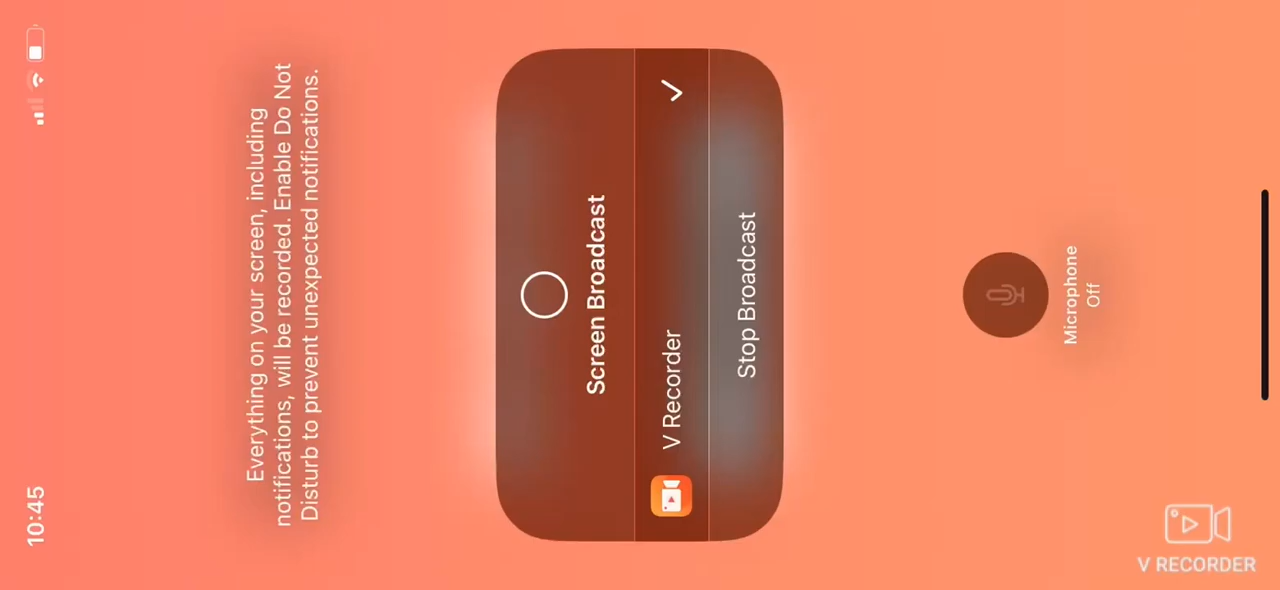 10:45
Everything on your screen, including
notifications, will be recorded. Enable Do Not
Disturb to prevent unexpected notifications.
Screen Broadcast
V Recorder
Stop Broadcast
Microphone
Off
V RECORDER